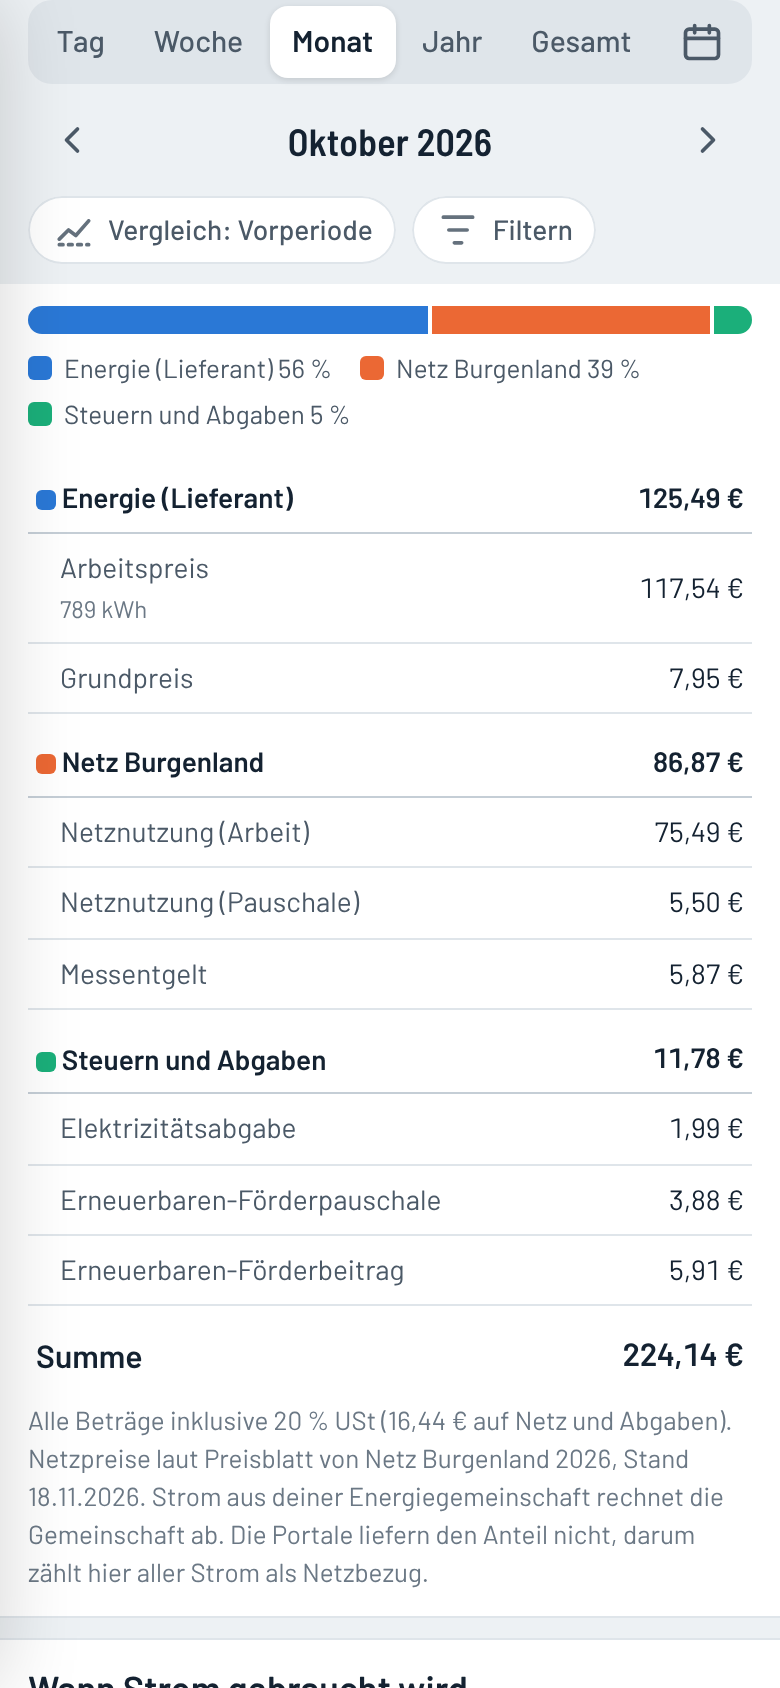 Tag Woche Monat Jahr Gesamt
Oktober 2026
Vergleich: Vorperiode Filtern
Energie (Lieferant) 56 % Netz Burgenland 39 %
Steuern und Abgaben 5 %
Energie (Lieferant) 125,49 €
Arbeitspreis 117,54 €
789 kWh
Grundpreis 7,95 €
Netz Burgenland 86,87 €
Netznutzung (Arbeit) 75,49 €
Netznutzung (Pauschale) 5,50 €
Messentgelt 5,87 €
Steuern und Abgaben 11,78 €
Elektrizitätsabgabe 1,99 €
Erneuerbaren-Förderpauschale 3,88 €
Erneuerbaren-Förderbeitrag 5,91 €
Summe 224,14 €
Alle Beträge inklusive 20 % USt (16,44 € auf Netz und Abgaben).
Netzpreise laut Preisblatt von Netz Burgenland 2026, Stand
18.11.2026. Strom aus deiner Energiegemeinschaft rechnet die
Gemeinschaft ab. Die Portale liefern den Anteil nicht, darum
zählt hier aller Strom als Netzbezug.
Wann Strom gebraucht wird